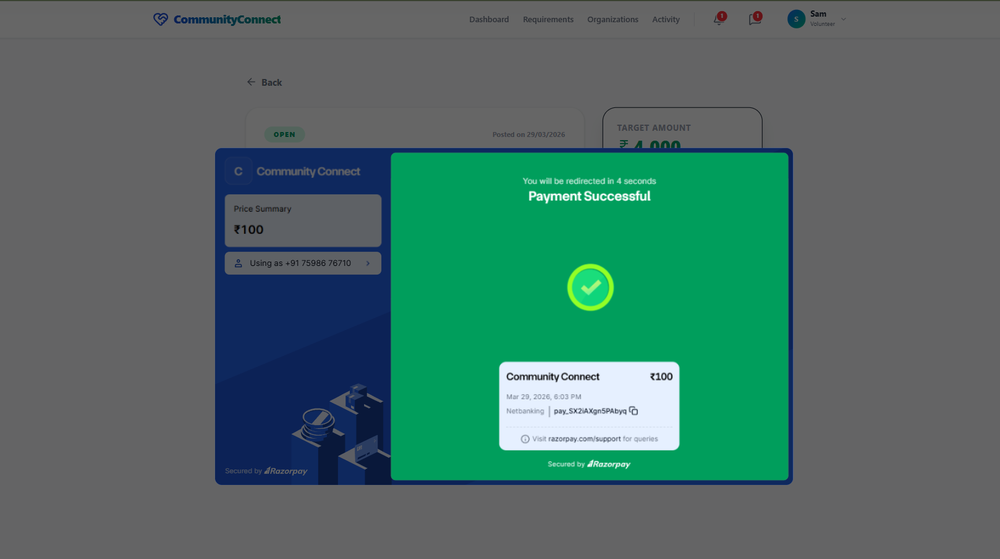 CommunityConnect
Dashboard
Requirements
Organizations
Activity
1
1
S
Sam
Volunteer
Back
OPEN
Posted on 29/03/2026
TARGET AMOUNT
₹ 4,000
C
Community Connect
Price Summary
₹100
Using as +91 75986 76710
Secured by Razorpay
You will be redirected in 4 seconds
Payment Successful
Community Connect ₹100
Mar 29, 2026, 6:03 PM
Netbanking | pay_SX2iAXgn5PAbyq
Visit razorpay.com/support for queries
Secured by Razorpay